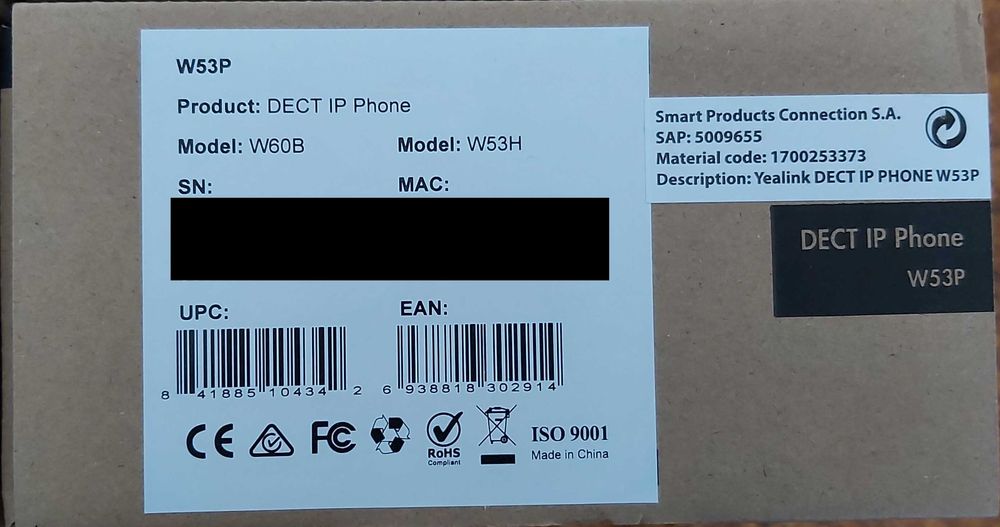 W53P
Product: DECT IP Phone
Model: W60B Model: W53H
SN: MAC:
UPC: EAN:
8 41885 10434 2 6 938818 302914
CE FC RoHS Compliant ISO 9001
Made in China
Smart Products Connection S.A.
SAP: 5009655
Material code: 1700253373
Description: Yealink DECT IP PHONE W53P
DECT IP Phone
W53P